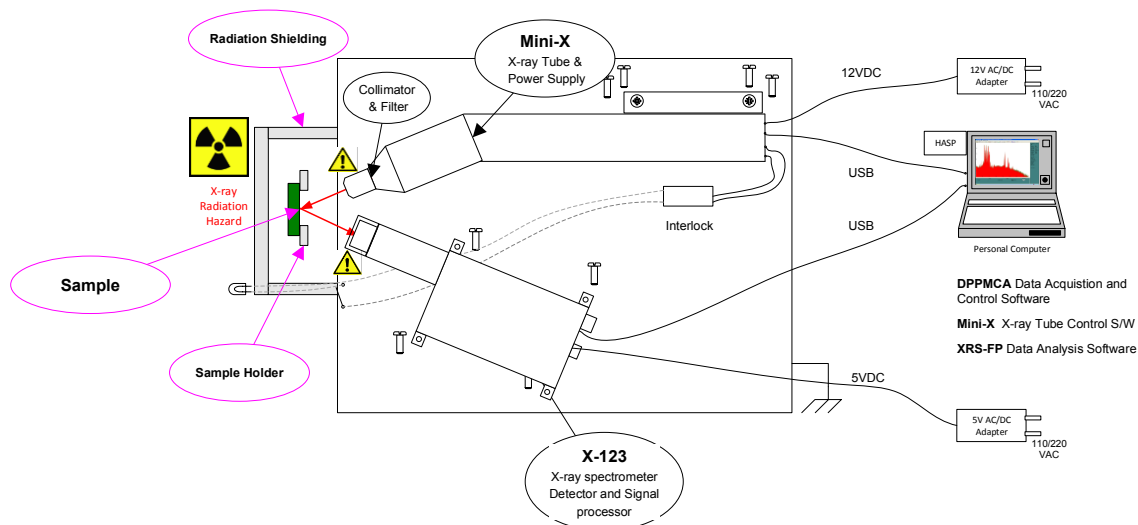 Radiation Shielding
Mini-X
X-ray Tube &
Power Supply
Collimator
& Filter
12VDC
12V AC/DC
Adapter
110/220
VAC
HASP
X-ray
Radiation
Hazard
USB
Interlock
USB
Personal Computer
Sample
DPPMCA Data Acquistion and
Control Software
Mini-X X-ray Tube Control S/W
XRS-FP Data Analysis Software
Sample Holder
5VDC
5V AC/DC
Adapter
110/220
VAC
X-123
X-ray spectrometer
Detector and Signal
processor